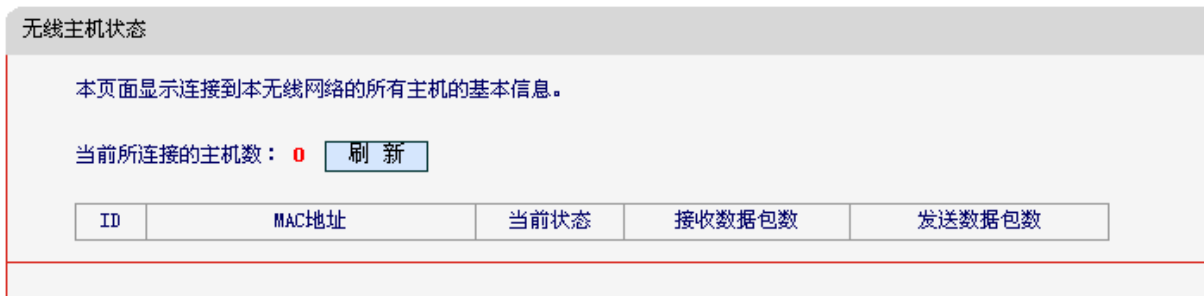 无线主机状态
本页面显示连接到本无线网络的所有主机的基本信息。
当前所连接的主机数： 0 刷 新
ID MAC地址 当前状态 接收数据包数 发送数据包数